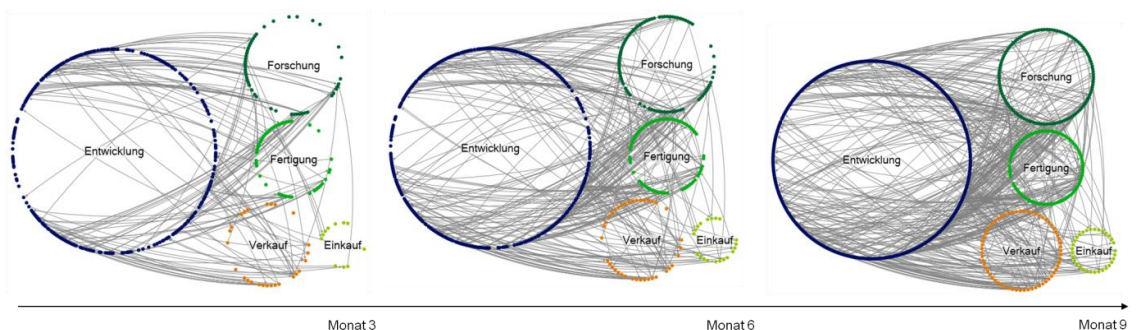 Forschung
Entwicklung
Fertigung
Verkauf
Einkauf
Forschung
Entwicklung
Fertigung
Verkauf
Einkauf
Forschung
Entwicklung
Fertigung
Verkauf
Einkauf
Monat 3
Monat 6
Monat 9